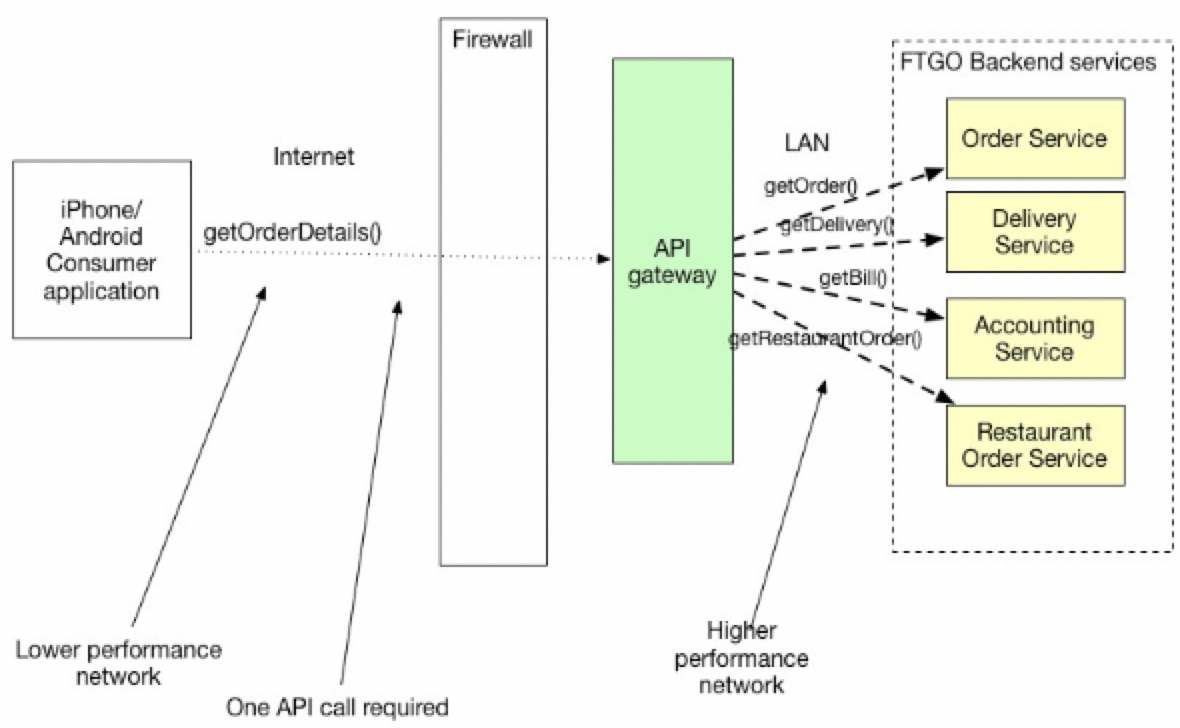 Firewall
FTGO Backend services
Order Service
LAN
Internet
getOrder()
iPhone/
Android
Consumer
application
getOrderDetails()
getDelivery()
Delivery
Service
API
gateway
getBill()
Accounting
Service
getRestaurantOrder()
Restaurant
Order Service
Lower performance
network
One API call required
Higher
performance
network